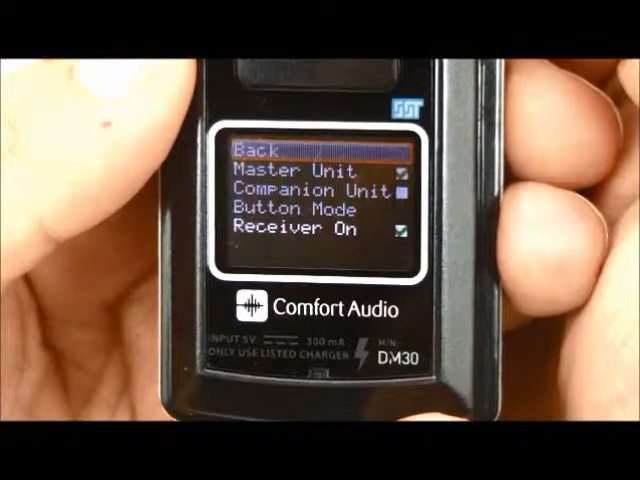 SST
Back
Master Unit
Companion Unit
Button Mode
Receiver On
Comfort Audio
INPUT 5V 300 mA M/N
ONLY USE LISTED CHARGER DM30